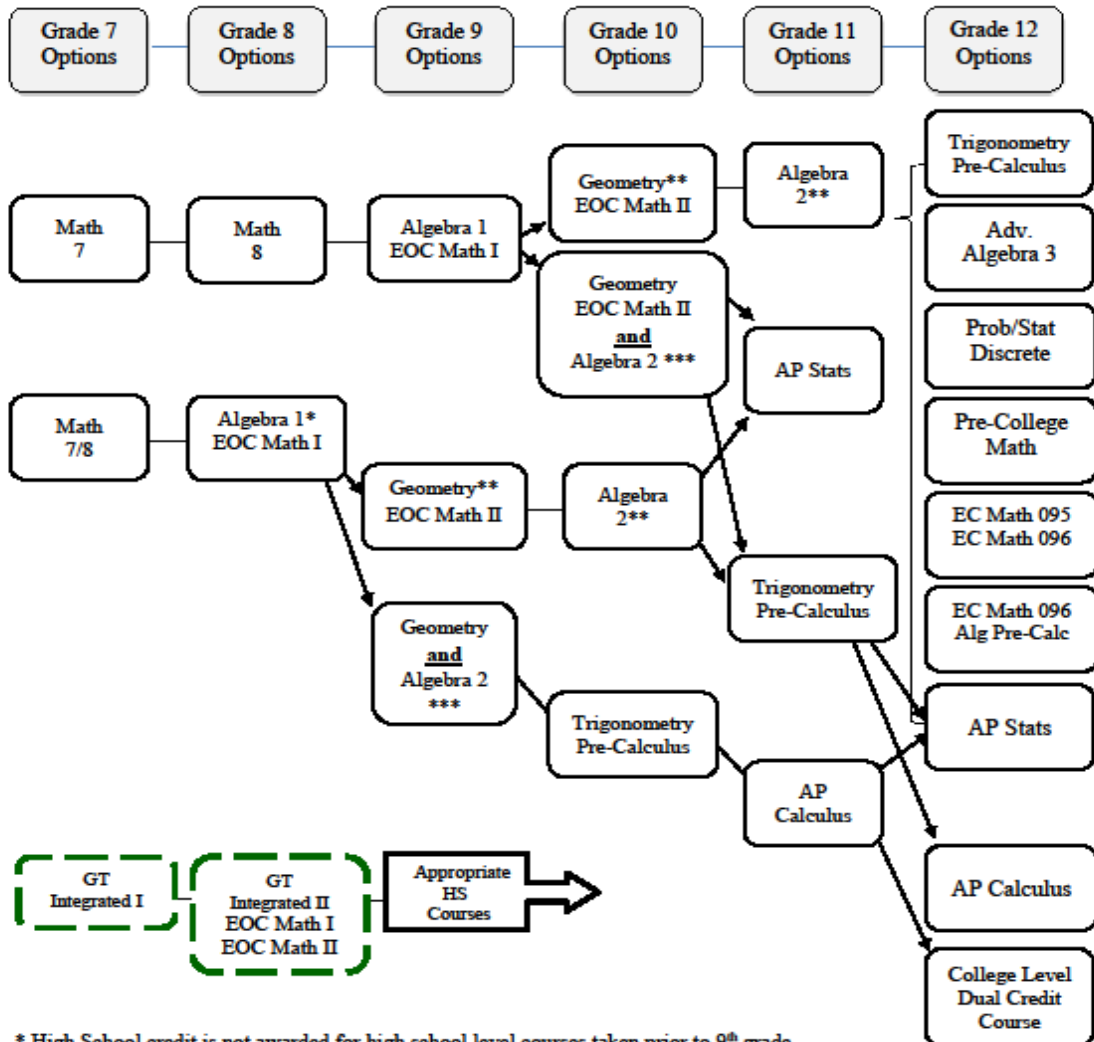 Grade 7
Options
Grade 8
Options
Grade 9
Options
Grade 10
Options
Grade 11
Options
Grade 12
Options
Math
7
Math
8
Algebra 1
EOC Math I
Geometry**
EOC Math II
Algebra
2**
Geometry
EOC Math II
and
Algebra 2 ***
AP Stats
Math
7/8
Algebra 1*
EOC Math I
Geometry**
EOC Math II
Algebra
2**
Trigonometry
Pre-Calculus
Geometry
and
Algebra 2
***
Trigonometry
Pre-Calculus
AP
Calculus
Trigonometry
Pre-Calculus
Adv.
Algebra 3
Prob/Stat
Discrete
Pre-College
Math
EC Math 095
EC Math 096
EC Math 096
Alg Pre-Calc
AP Stats
AP Calculus
College Level
Dual Credit
Course
GT
Integrated I
GT
Integrated II
EOC Math I
EOC Math II
Appropriate
HS
Courses
* High School credit is not awarded for high school level courses taken prior to 9th grade